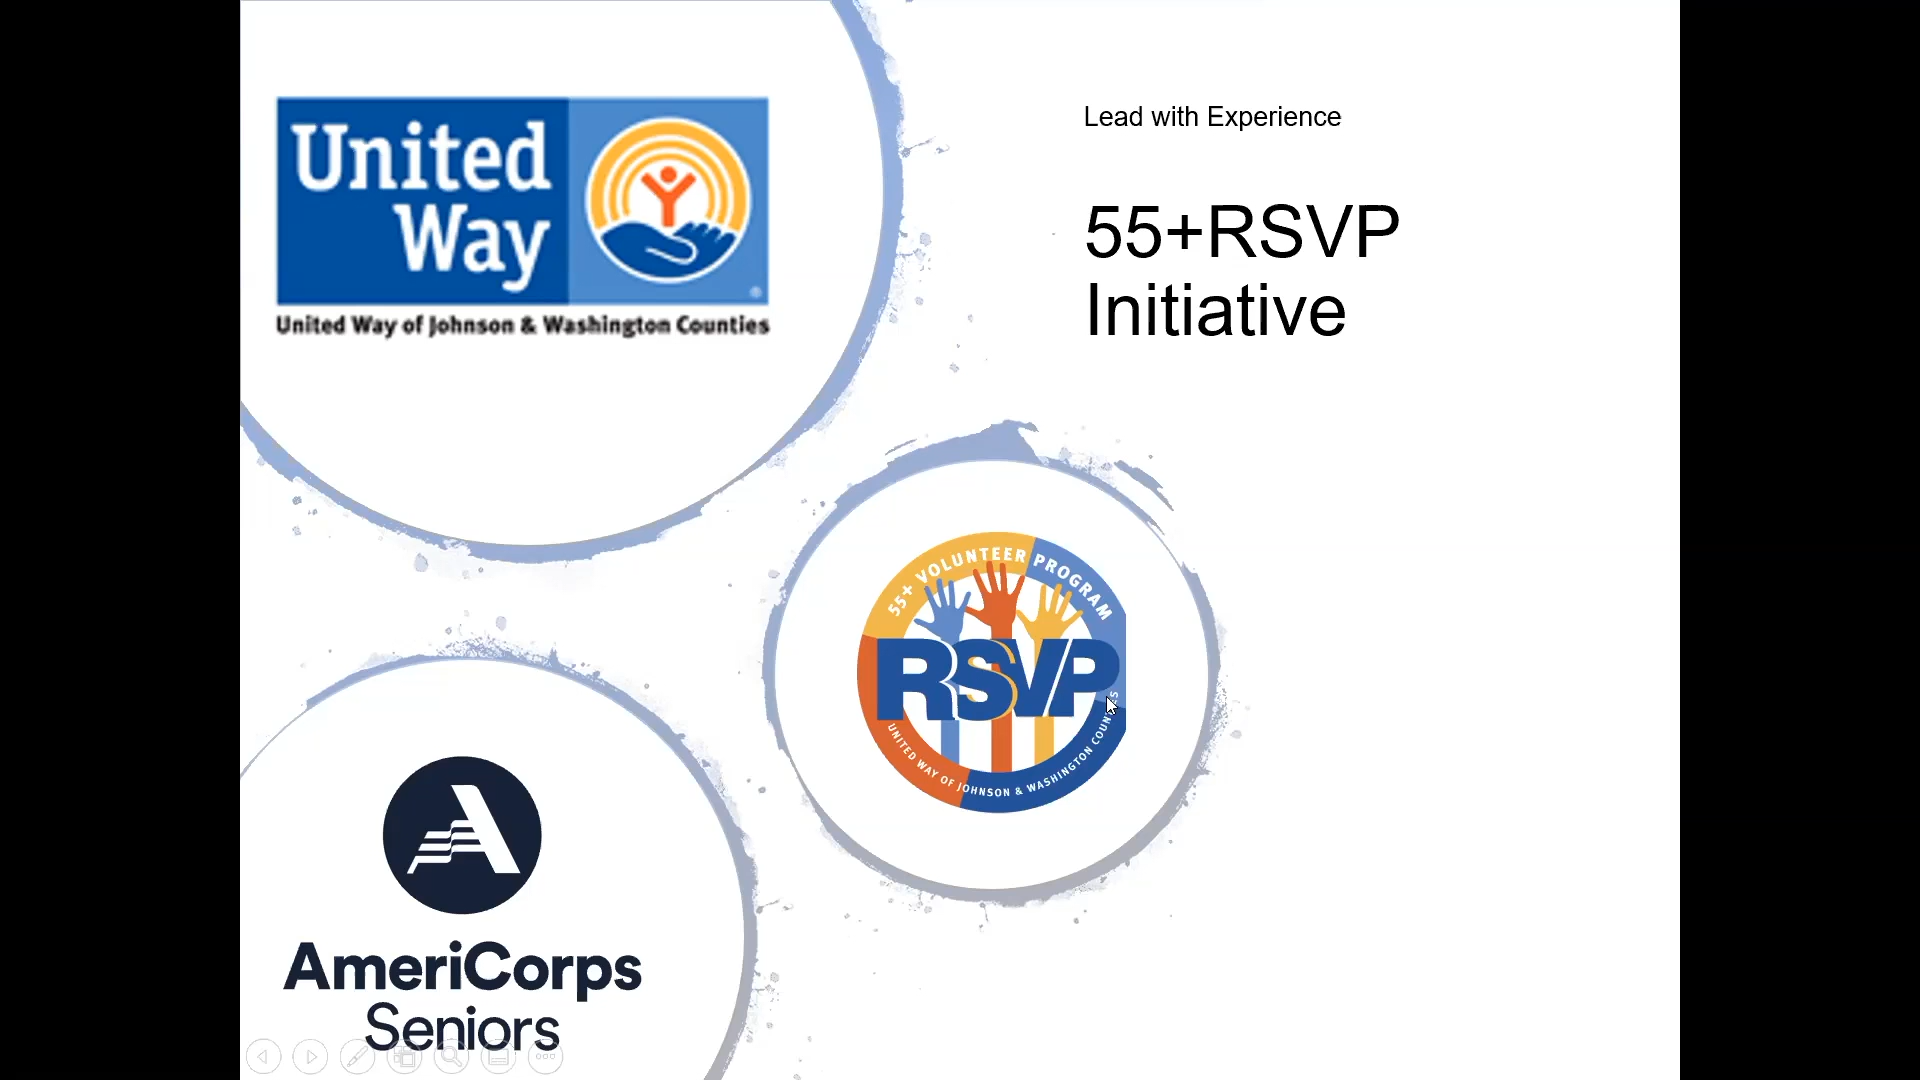 United
Way
®
United Way of Johnson & Washington Counties
Lead with Experience
55+RSVP
Initiative
55+ VOLUNTEER PROGRAM
RSVP
UNITED WAY OF JOHNSON & WASHINGTON COUNTIES
AmeriCorps
Seniors